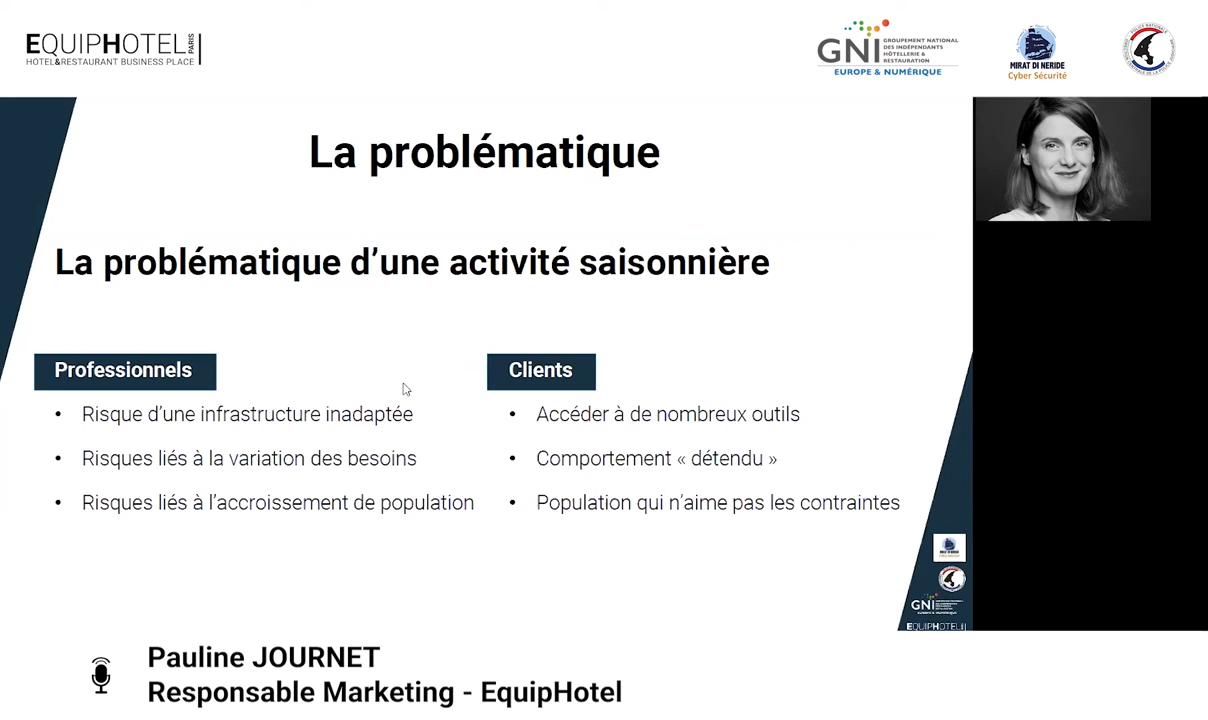 EQUIPHOTEL PARIS
HOTEL&RESTAURANT BUSINESS PLACE
GNI GROUPEMENT NATIONAL
DES INDÉPENDANTS
HÔTELLERIE &
RESTAURATION
EUROPE & NUMÉRIQUE
MIRAT DI NERIDE
Cyber Sécurité
La problématique
La problématique d’une activité saisonnière
Professionnels
• Risque d’une infrastructure inadaptée
• Risques liés à la variation des besoins
• Risques liés à l’accroissement de population
Clients
• Accéder à de nombreux outils
• Comportement « détendu »
• Population qui n’aime pas les contraintes
GNI
EQUIPHOTEL
Pauline JOURNET
Responsable Marketing - EquipHotel